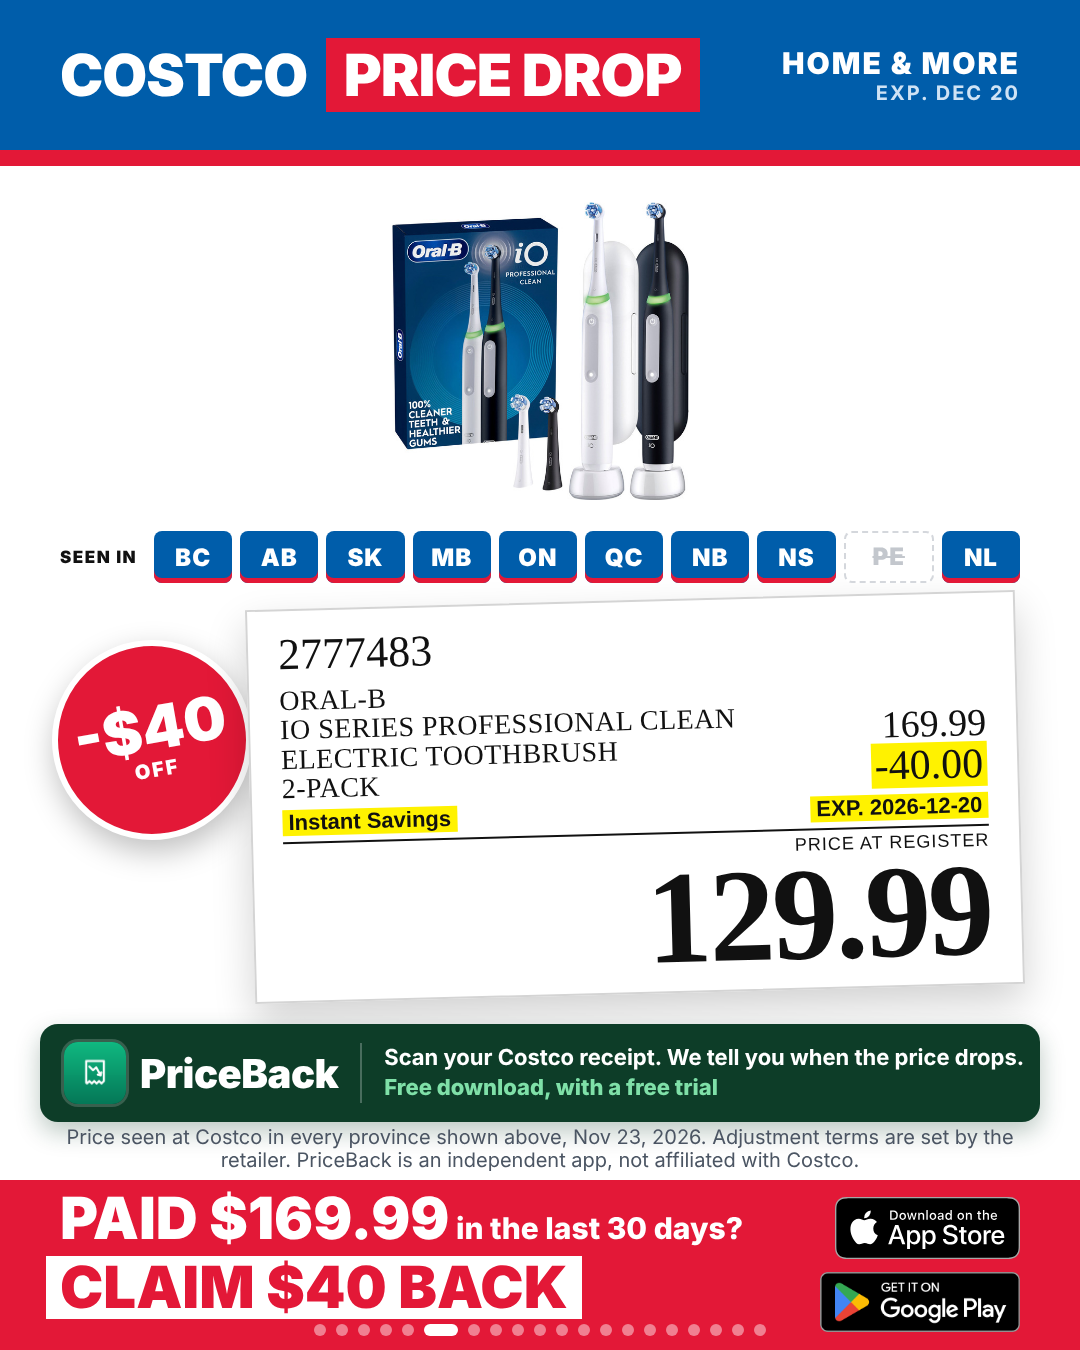 COSTCO PRICE DROP
HOME & MORE
EXP. DEC 20
Oral-B
iO
PROFESSIONAL
CLEAN
Oral-B
100%
CLEANER
TEETH &
HEALTHIER
GUMS
SEEN IN BC AB SK MB ON QC NB NS PE NL
-$40
OFF
2777483
ORAL-B
IO SERIES PROFESSIONAL CLEAN
ELECTRIC TOOTHBRUSH
2-PACK
Instant Savings
169.99
-40.00
EXP. 2026-12-20
PRICE AT REGISTER
129.99
PriceBack
Scan your Costco receipt. We tell you when the price drops.
Free download, with a free trial
Price seen at Costco in every province shown above, Nov 23, 2026. Adjustment terms are set by the
retailer. PriceBack is an independent app, not affiliated with Costco.
PAID $169.99 in the last 30 days?
CLAIM $40 BACK
Download on the
App Store
GET IT ON
Google Play